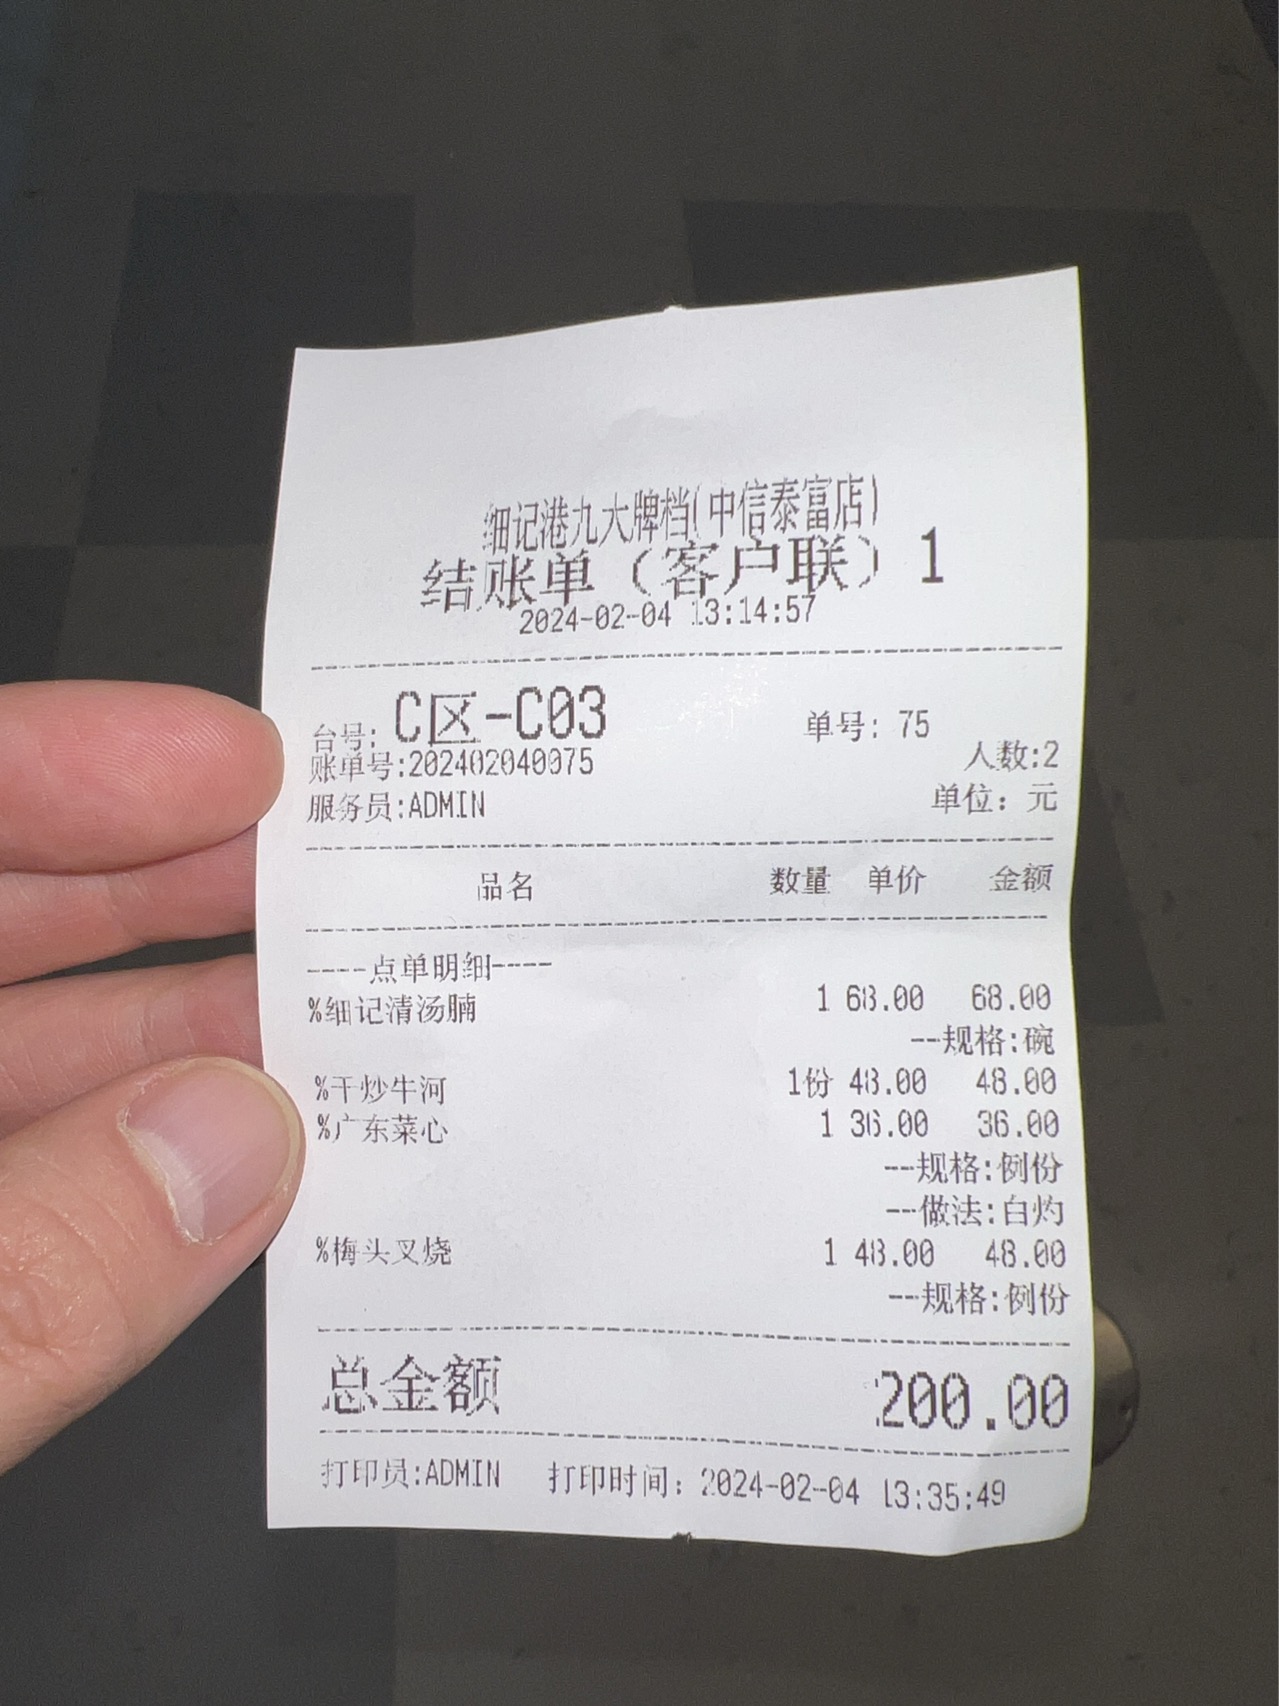 细记港九大牌档(中信泰富店)
结账单（客户联）1
2024-02-04 13:14:57
台号: C区-C03 单号: 75
账单号:202402040075 人数:2
服务员:ADMIN 单位: 元
品名 数量 单价 金额
----点单明细----
%细记清汤腩 1 68.00 68.00
--规格:碗
%干炒牛河 1份 48.00 48.00
%广东菜心 1 36.00 36.00
--规格:例份
--做法:白灼
%梅头叉烧 1 48.00 48.00
--规格:例份
总金额 200.00
打印员:ADMIN 打印时间: 2024-02-04 13:35:49